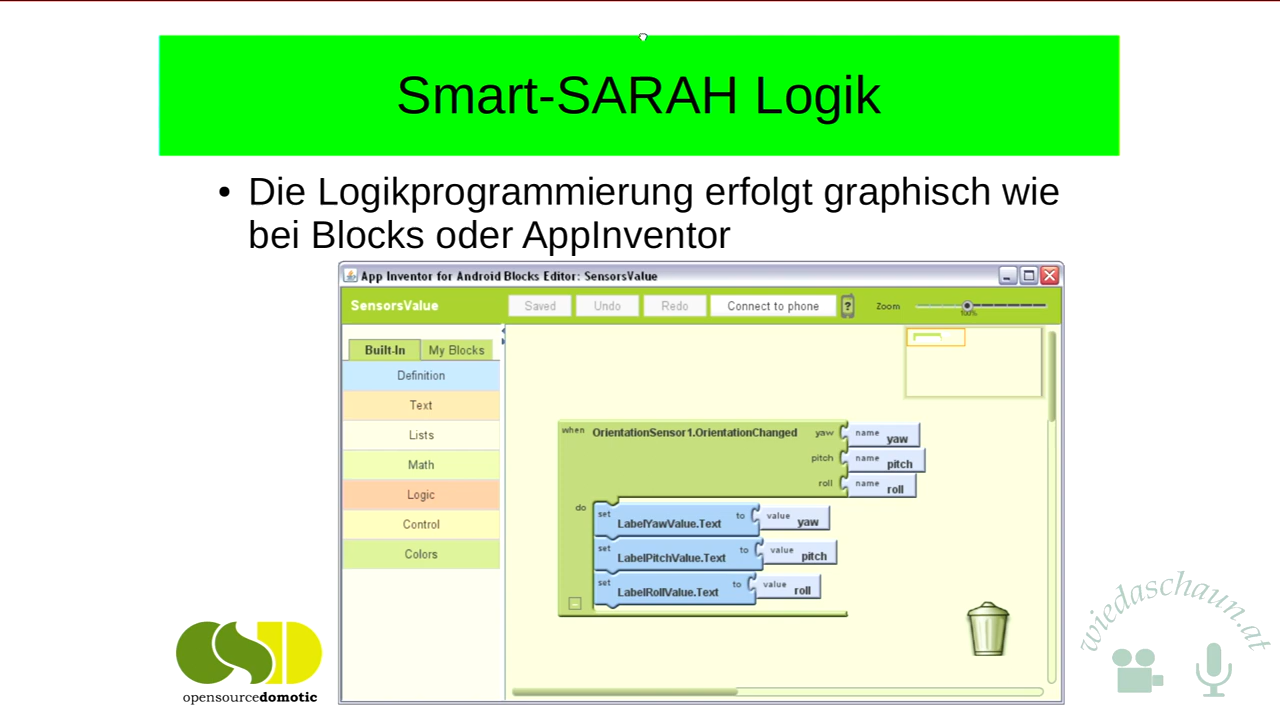 Smart-SARAH Logik
• Die Logikprogrammierung erfolgt graphisch wie
bei Blocks oder AppInventor
App Inventor for Android Blocks Editor: SensorsValue
SensorsValue
Saved
Undo
Redo
Connect to phone
?
Zoom
100%
Built-In
My Blocks
Definition
Text
Lists
Math
Logic
Control
Colors
when OrientationSensor1.OrientationChanged yaw name yaw
pitch name pitch
roll name roll
do
set LabelYawValue.Text to value yaw
set LabelPitchValue.Text to value pitch
set LabelRollValue.Text to value roll
opensourcedomotic
wiedaschaun.at